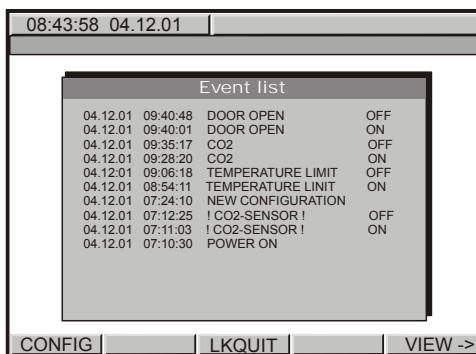 08:43:58 04.12.01
Event list
04.12.01 09:40:48 DOOR OPEN OFF
04.12.01 09:40:01 DOOR OPEN ON
04.12.01 09:35:17 CO2 OFF
04.12.01 09:28:20 CO2 ON
04.12:01 09:06:18 TEMPERATURE LIMIT OFF
04.12.01 08:54:11 TEMPERATURE LINIT ON
04.12.01 07:24:10 NEW CONFIGURATION
04.12.01 07:12:25 ! CO2-SENSOR ! OFF
04.12.01 07:11:03 ! CO2-SENSOR ! ON
04.12.01 07:10:30 POWER ON
CONFIG LKQUIT VIEW ->